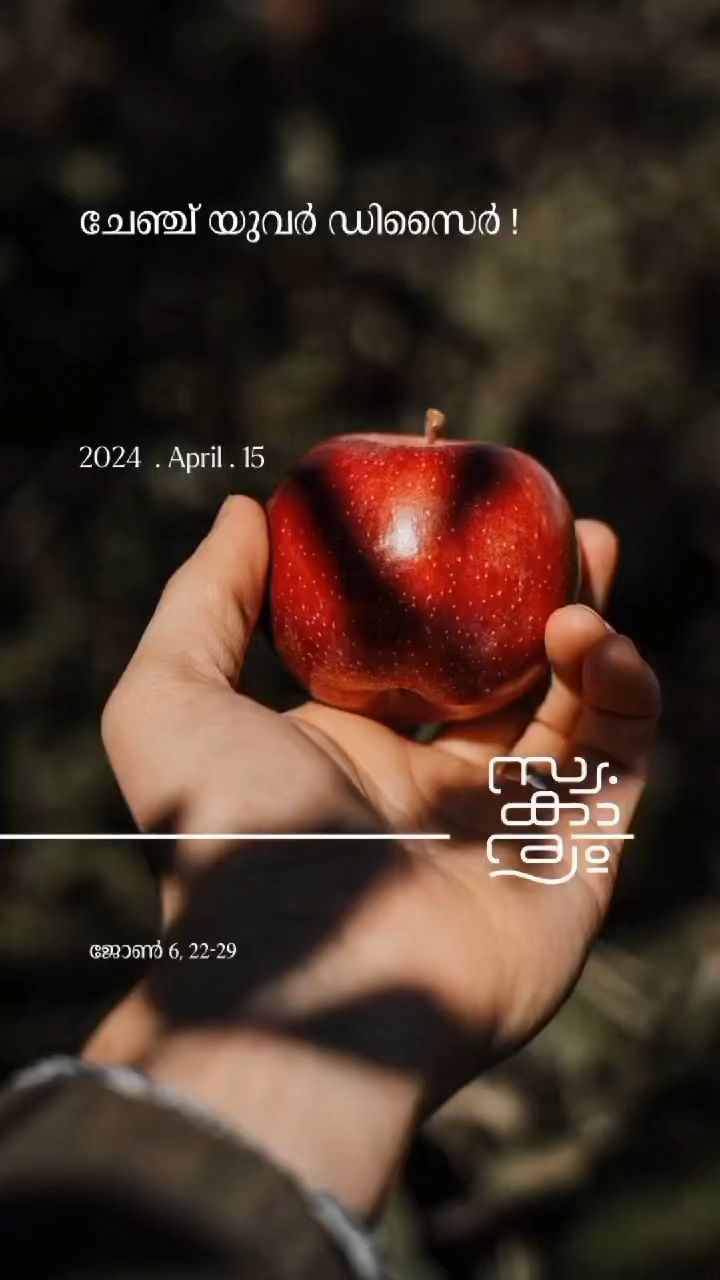 ചേഞ്ച് യുവർ ഡിസൈർ !
2024 . April . 15
സ്വ.
കാ
ര്യം
ജോൺ 6, 22-29